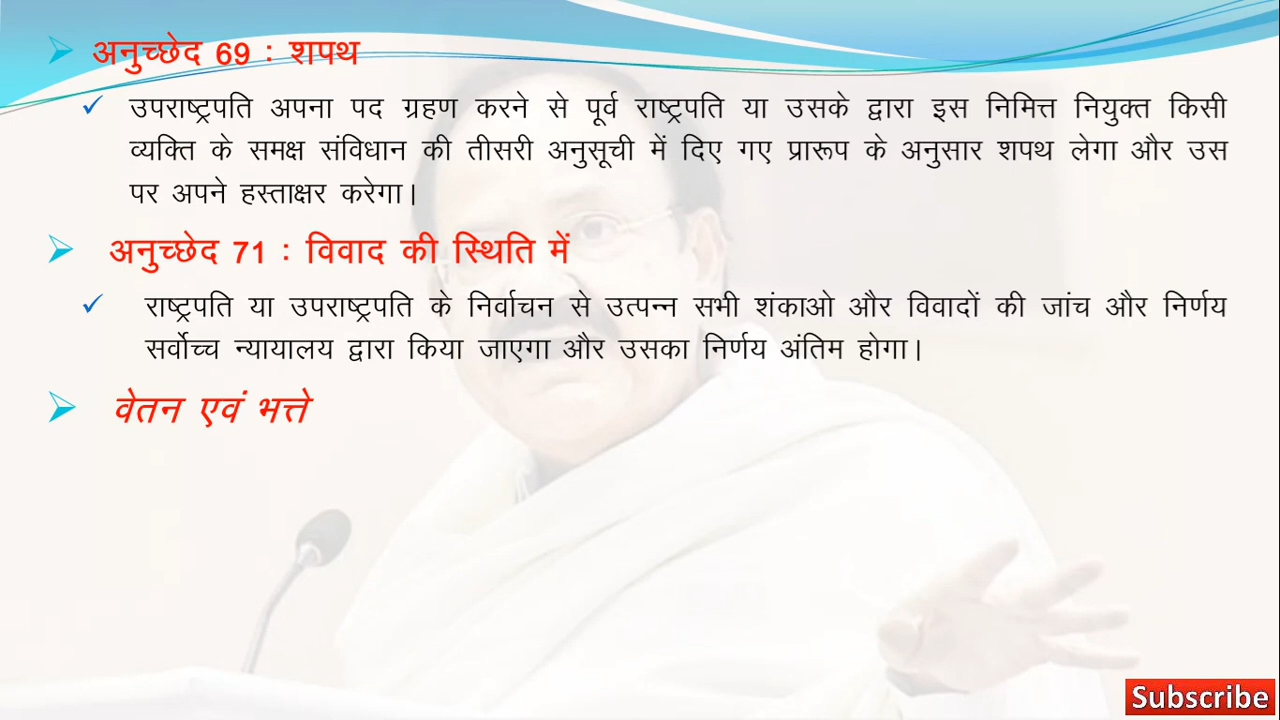 अनुच्छेद 69 : शपथ
उपराष्ट्रपति अपना पद ग्रहण करने से पूर्व राष्ट्रपति या उसके द्वारा इस निमित्त नियुक्त किसी
व्यक्ति के समक्ष संविधान की तीसरी अनुसूची में दिए गए प्रारूप के अनुसार शपथ लेगा और उस
पर अपने हस्ताक्षर करेगा।
अनुच्छेद 71 : विवाद की स्थिति में
राष्ट्रपति या उपराष्ट्रपति के निर्वाचन से उत्पन्न सभी शंकाओ और विवादों की जांच और निर्णय
सर्वोच्च न्यायालय द्वारा किया जाएगा और उसका निर्णय अंतिम होगा।
वेतन एवं भत्ते
Subscribe